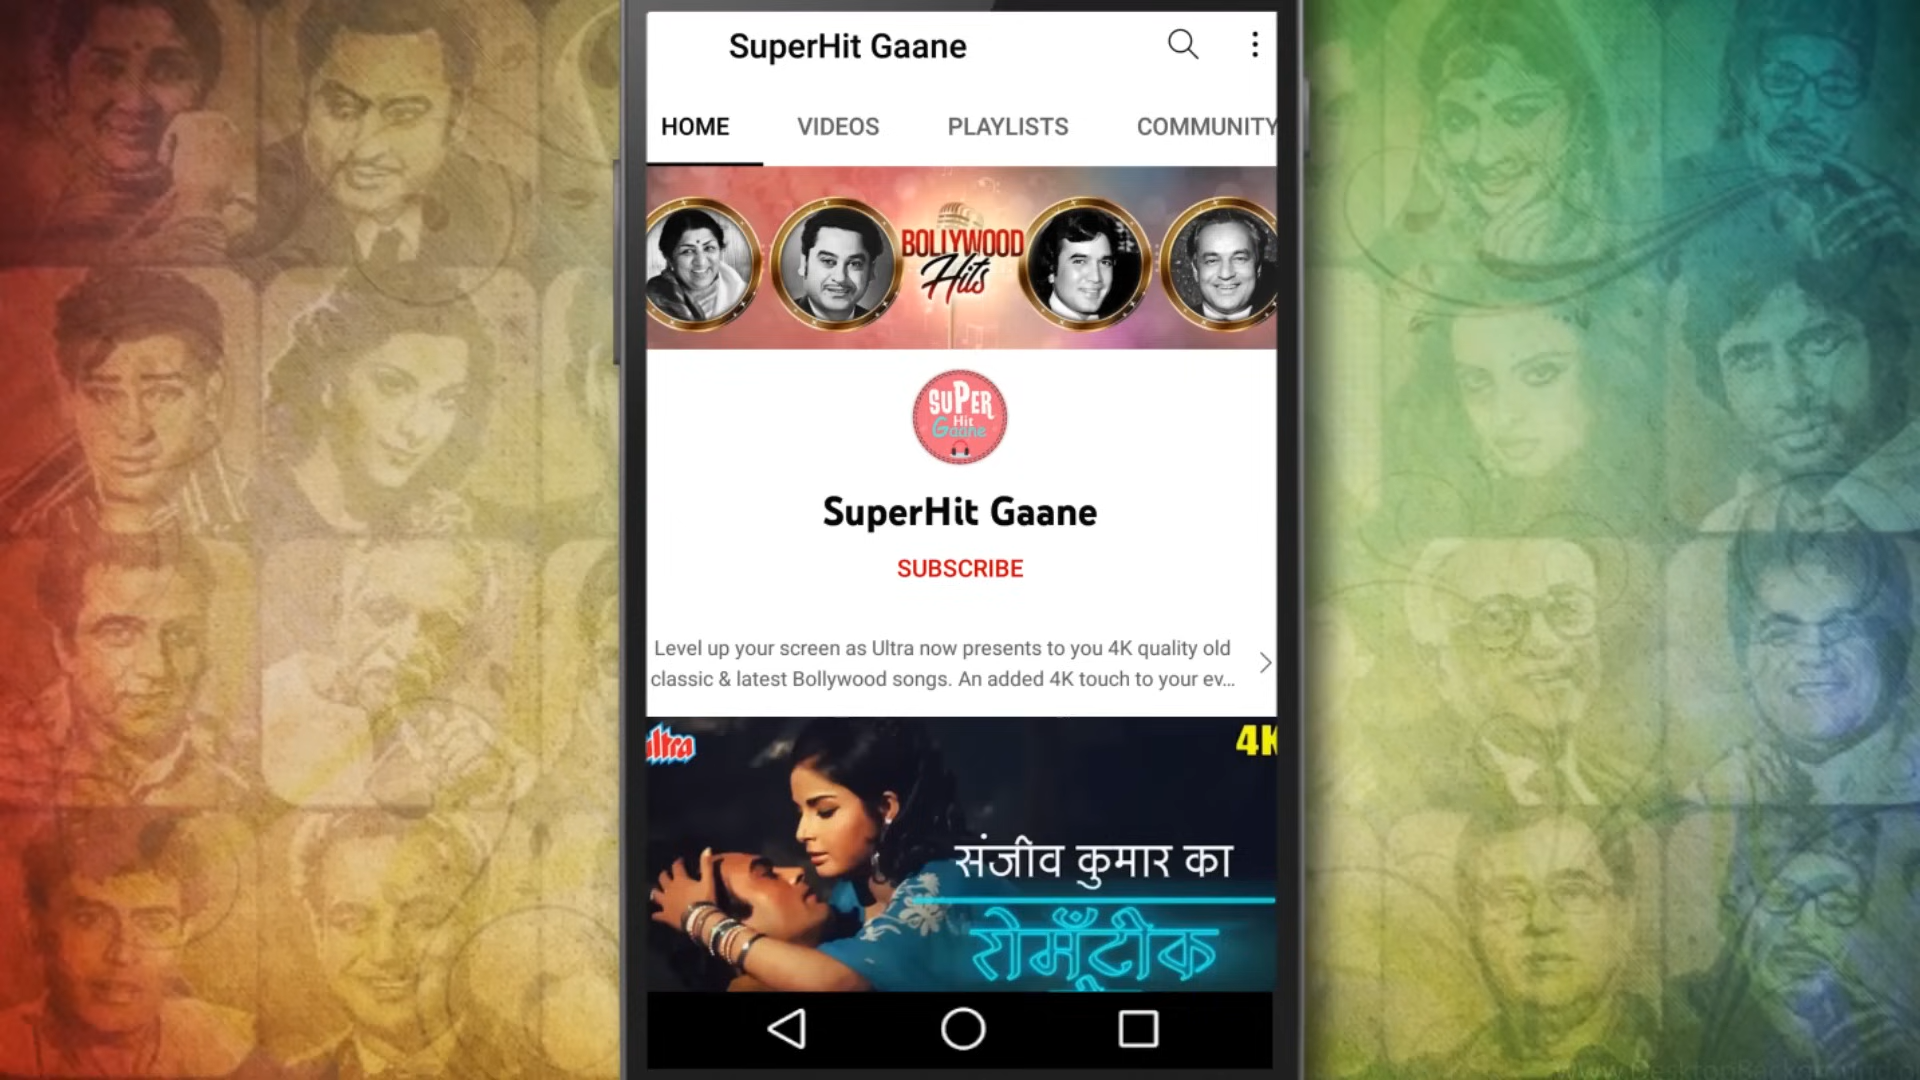 SuperHit Gaane
HOME VIDEOS PLAYLISTS COMMUNITY
BOLLYWOOD
Hits
SUPER
Hit
Gaane
SuperHit Gaane
SUBSCRIBE
Level up your screen as Ultra now presents to you 4K quality old
classic & latest Bollywood songs. An added 4K touch to your ev...
ultra 4K
संजीव कुमार का
रोमँटीक